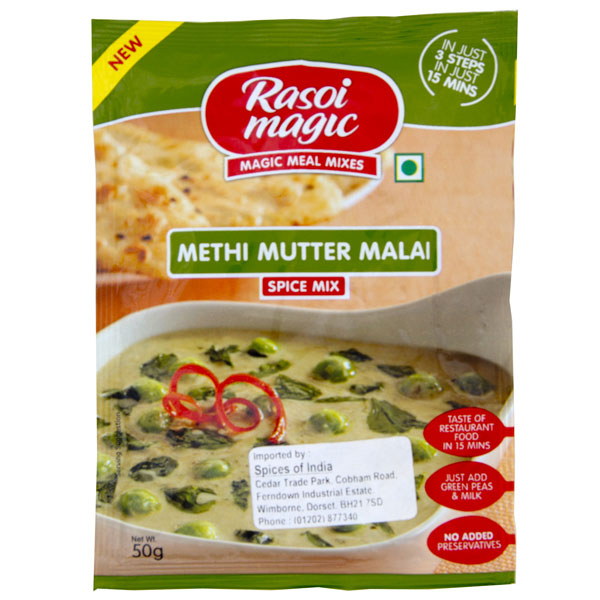 NEW
IN JUST
3 STEPS
IN JUST
15 MINS
Rasoi
magic
MAGIC MEAL MIXES
METHI MUTTER MALAI
SPICE MIX
TASTE OF
RESTAURANT
FOOD
IN 15 MINS
Imported by :
Spices of India
Cedar Trade Park, Cobham Road,
Ferndown Industrial Estate,
Wimborne, Dorset, BH21 7SD
Phone : (01202) 877340
JUST ADD
GREEN PEAS
& MILK
NO ADDED
PRESERVATIVES
Net Wt.
50g